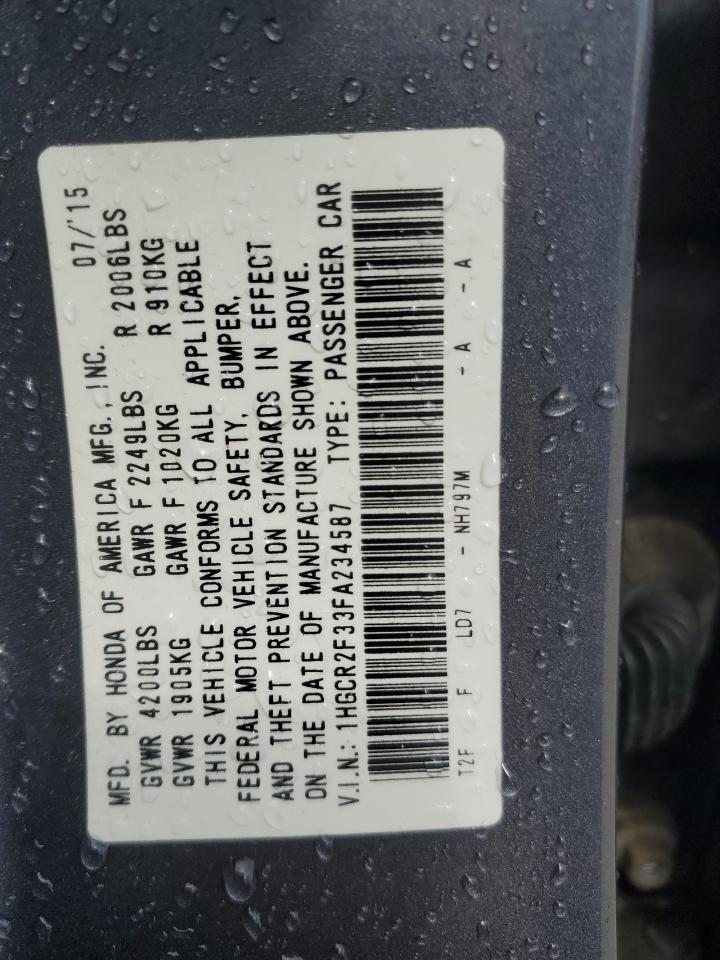 MFD. BY HONDA OF AMERICA MFG., INC. 07/'15
GVWR 4200LBS GAWR F 2249LBS R 2006LBS
GVWR 1905KG GAWR F 1020KG R 910KG
THIS VEHICLE CONFORMS TO ALL APPLICABLE
FEDERAL MOTOR VEHICLE SAFETY, BUMPER,
AND THEFT PREVENTION STANDARDS IN EFFECT
ON THE DATE OF MANUFACTURE SHOWN ABOVE.
V.I.N.: 1HGCR2F33FA234587 TYPE: PASSENGER CAR
T2F F LD7 - NH797M - A - A